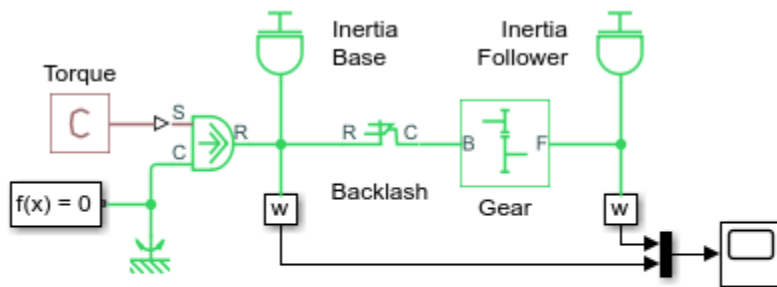 Inertia
Base
Inertia
Follower
Torque
C
S
C
R
R
C
B
F
Backlash
Gear
f(x) = 0
w
w